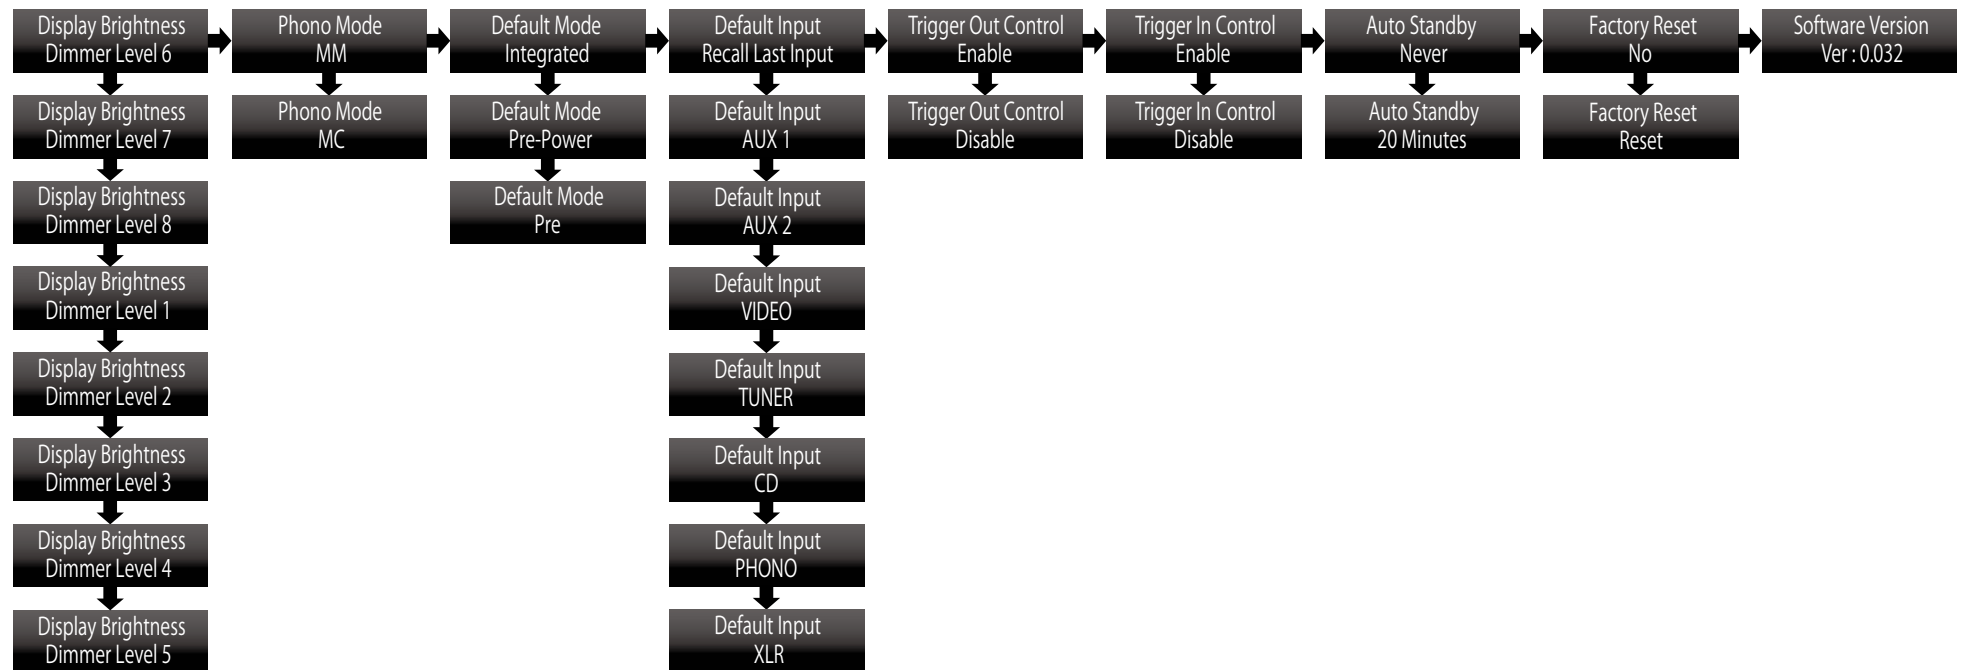 Display Brightness
Dimmer Level 6
Phono Mode
MM
Default Mode
Integrated
Default Input
Recall Last Input
Trigger Out Control
Enable
Trigger In Control
Enable
Auto Standby
Never
Factory Reset
No
Software Version
Ver : 0.032
Display Brightness
Dimmer Level 7
Phono Mode
MC
Default Mode
Pre-Power
Default Input
AUX 1
Trigger Out Control
Disable
Trigger In Control
Disable
Auto Standby
20 Minutes
Factory Reset
Reset
Display Brightness
Dimmer Level 8
Default Mode
Pre
Default Input
AUX 2
Display Brightness
Dimmer Level 1
Default Input
VIDEO
Display Brightness
Dimmer Level 2
Default Input
TUNER
Display Brightness
Dimmer Level 3
Default Input
CD
Display Brightness
Dimmer Level 4
Default Input
PHONO
Display Brightness
Dimmer Level 5
Default Input
XLR